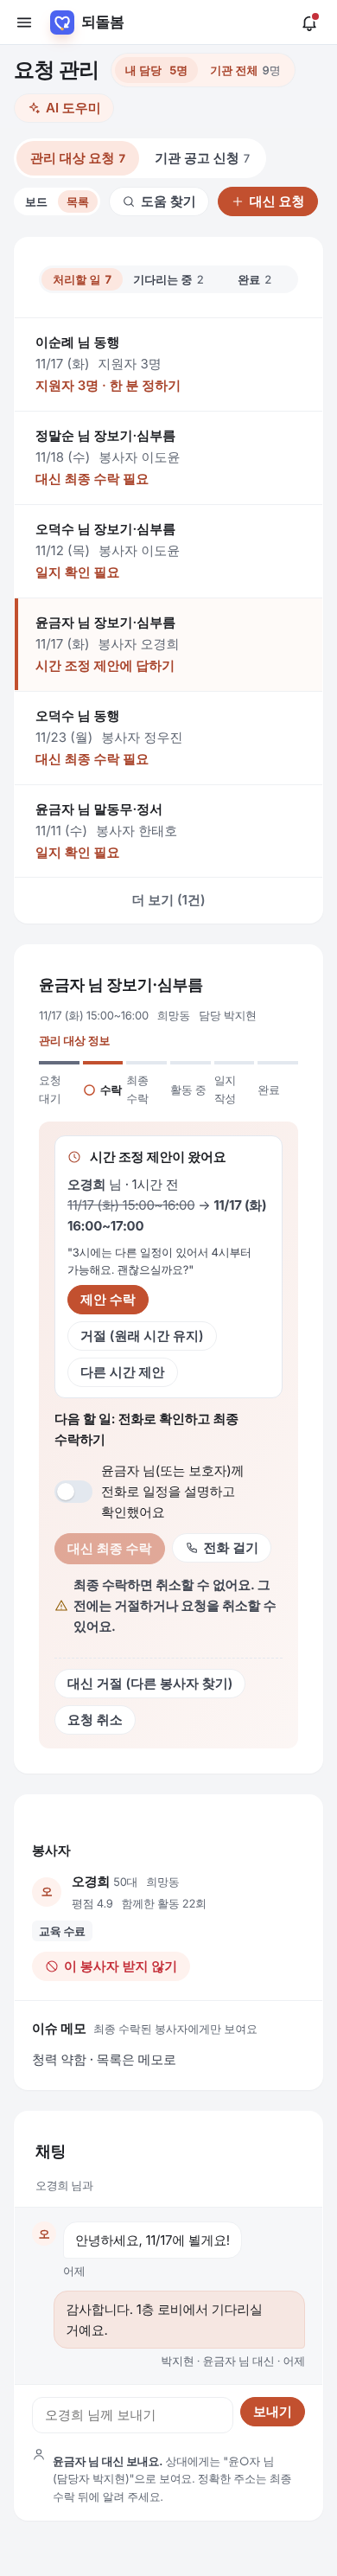 되돌봄
요청 관리
내 담당 5명
기관 전체 9명
AI 도우미
관리 대상 요청 7
기관 공고 신청 7
보드
목록
도움 찾기
+ 대신 요청
처리할 일 7
기다리는 중 2
완료 2
이순례 님 동행
11/17 (화) 지원자 3명
지원자 3명 · 한 분 정하기
정말순 님 장보기·심부름
11/18 (수) 봉사자 이도윤
대신 최종 수락 필요
오덕수 님 장보기·심부름
11/12 (목) 봉사자 이도윤
일지 확인 필요
윤금자 님 장보기·심부름
11/17 (화) 봉사자 오경희
시간 조정 제안에 답하기
오덕수 님 동행
11/23 (월) 봉사자 정우진
대신 최종 수락 필요
윤금자 님 말동무·정서
11/11 (수) 봉사자 한태호
일지 확인 필요
더 보기 (1건)
윤금자 님 장보기·심부름
11/17 (화) 15:00~16:00 희망동 담당 박지현
관리 대상 정보
요청
대기
수락
최종
수락
활동 중
일지
작성
완료
시간 조정 제안이 왔어요
오경희 님 · 1시간 전
11/17 (화) 15:00~16:00 → 11/17 (화)
16:00~17:00
"3시에는 다른 일정이 있어서 4시부터
가능해요. 괜찮으실까요?"
제안 수락
거절 (원래 시간 유지)
다른 시간 제안
다음 할 일: 전화로 확인하고 최종
수락하기
윤금자 님(또는 보호자)께
전화로 일정을 설명하고
확인했어요
대신 최종 수락
전화 걸기
최종 수락하면 취소할 수 없어요. 그
전에는 거절하거나 요청을 취소할 수
있어요.
대신 거절 (다른 봉사자 찾기)
요청 취소
봉사자
오
오경희 50대 희망동
평점 4.9 함께한 활동 22회
교육 수료
이 봉사자 받지 않기
이슈 메모 최종 수락된 봉사자에게만 보여요
청력 약함 · 목록은 메모로
채팅
오경희 님과
오
안녕하세요, 11/17에 뵐게요!
어제
감사합니다. 1층 로비에서 기다리실
거예요.
박지현 · 윤금자 님 대신 · 어제
오경희 님께 보내기
보내기
윤금자 님 대신 보내요. 상대에게는 "윤○자 님
(담당자 박지현)"으로 보여요. 정확한 주소는 최종
수락 뒤에 알려 주세요.